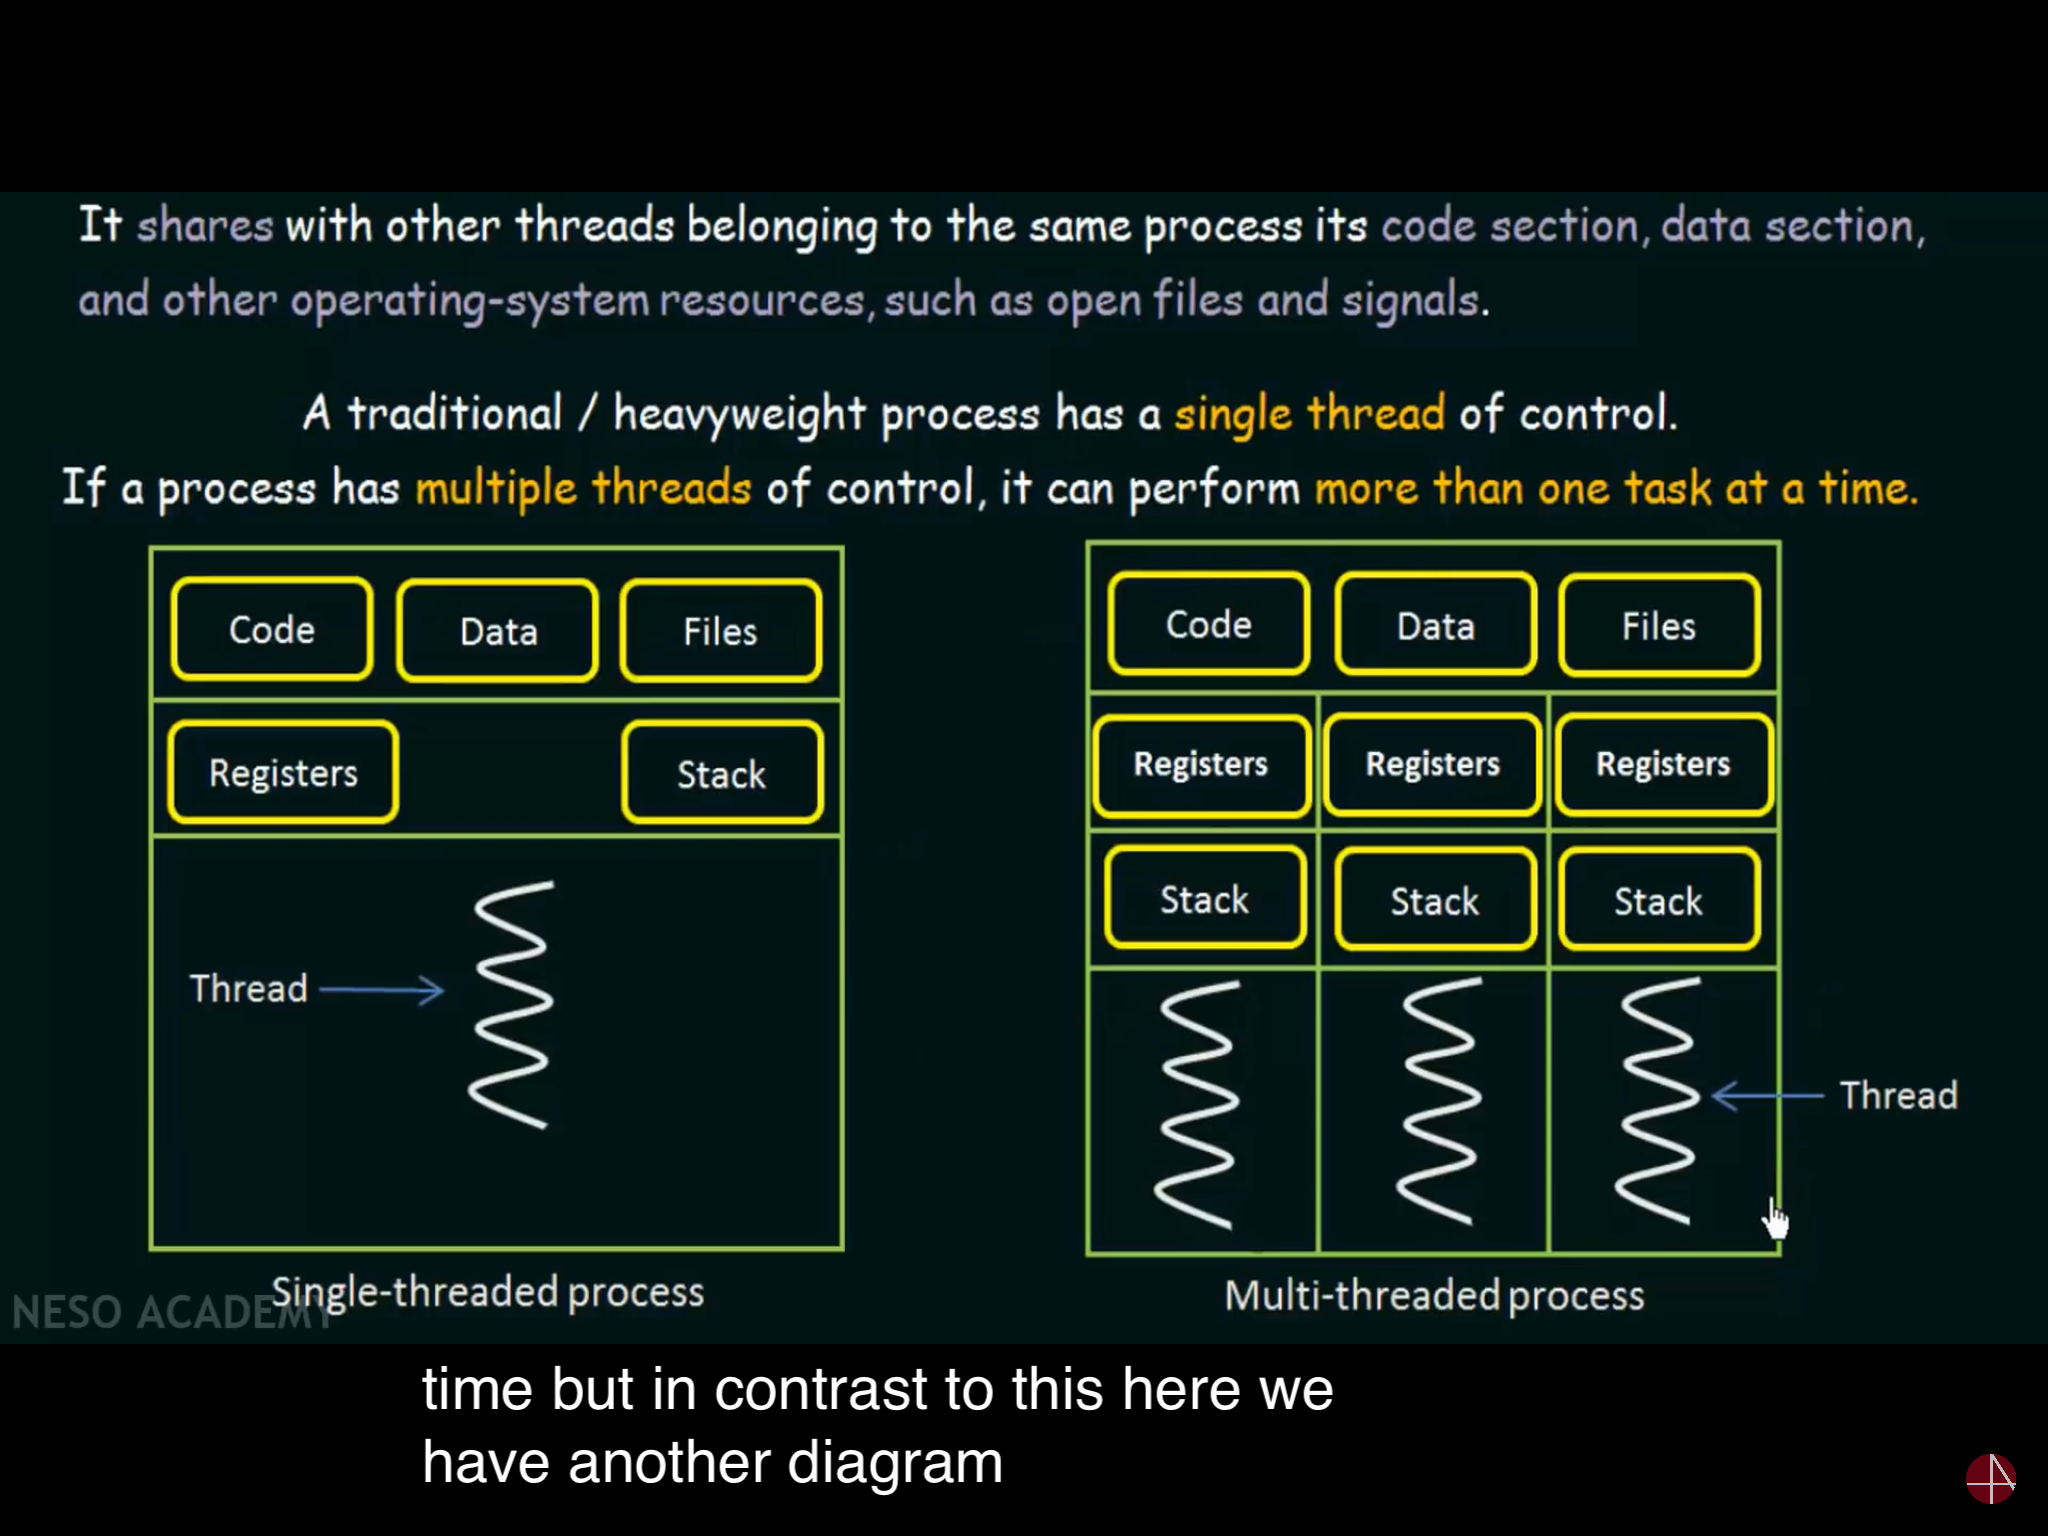 It shares with other threads belonging to the same process its code section, data section,
and other operating-system resources, such as open files and signals.
A traditional / heavyweight process has a single thread of control.
If a process has multiple threads of control, it can perform more than one task at a time.
Code Data Files
Registers Stack
Thread
Single-threaded process
Code Data Files
Registers Registers Registers
Stack Stack Stack
Thread
Multi-threaded process
NESO ACADEMY
time but in contrast to this here we
have another diagram